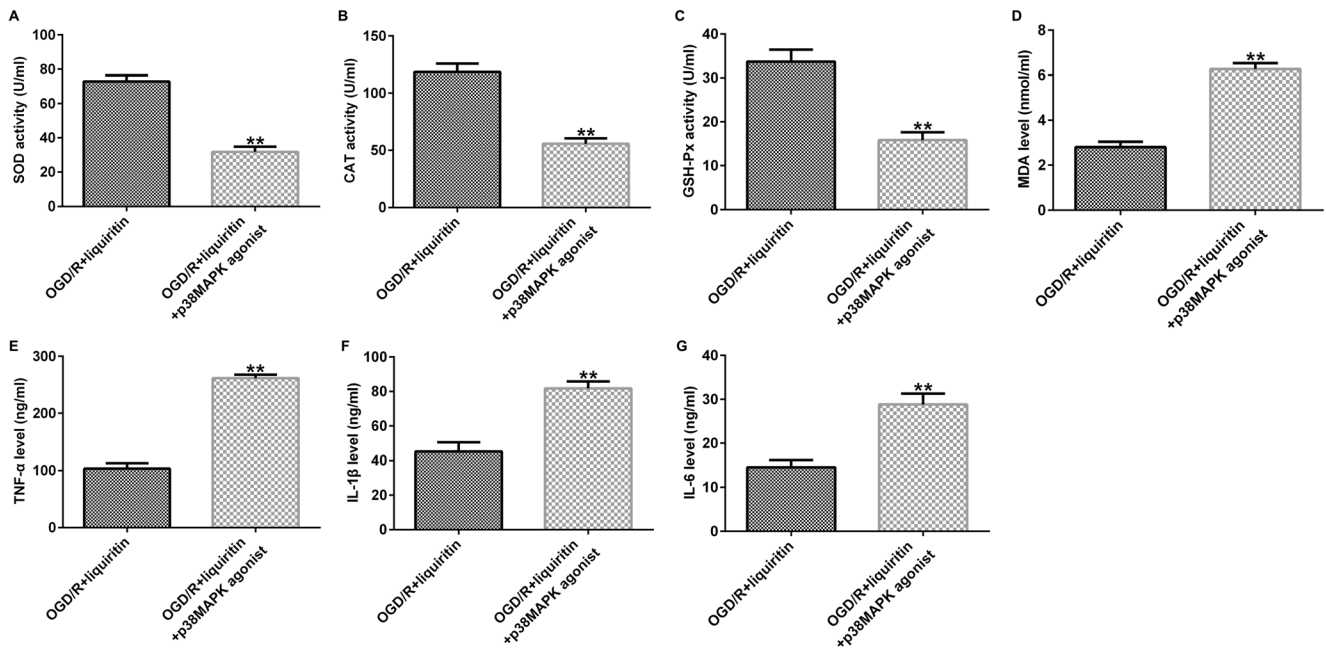 A
SOD activity (U/ml)
100
80
60
40
20
0
**
OGD/R+liquiritin
OGD/R+liquiritin
+p38MAPK agonist
B
CAT activity (U/ml)
150
100
50
0
**
OGD/R+liquiritin
OGD/R+liquiritin
+p38MAPK agonist
C
GSH-Px activity (U/ml)
40
30
20
10
0
**
OGD/R+liquiritin
OGD/R+liquiritin
+p38MAPK agonist
D
MDA level (nmol/ml)
8
6
4
2
0
**
OGD/R+liquiritin
OGD/R+liquiritin
+p38MAPK agonist
E
TNF-α level (ng/ml)
300
200
100
0
**
OGD/R+liquiritin
OGD/R+liquiritin
+p38MAPK agonist
F
IL-1β level (ng/ml)
100
80
60
40
20
0
**
OGD/R+liquiritin
OGD/R+liquiritin
+p38MAPK agonist
G
IL-6 level (ng/ml)
40
30
20
10
0
**
OGD/R+liquiritin
OGD/R+liquiritin
+p38MAPK agonist